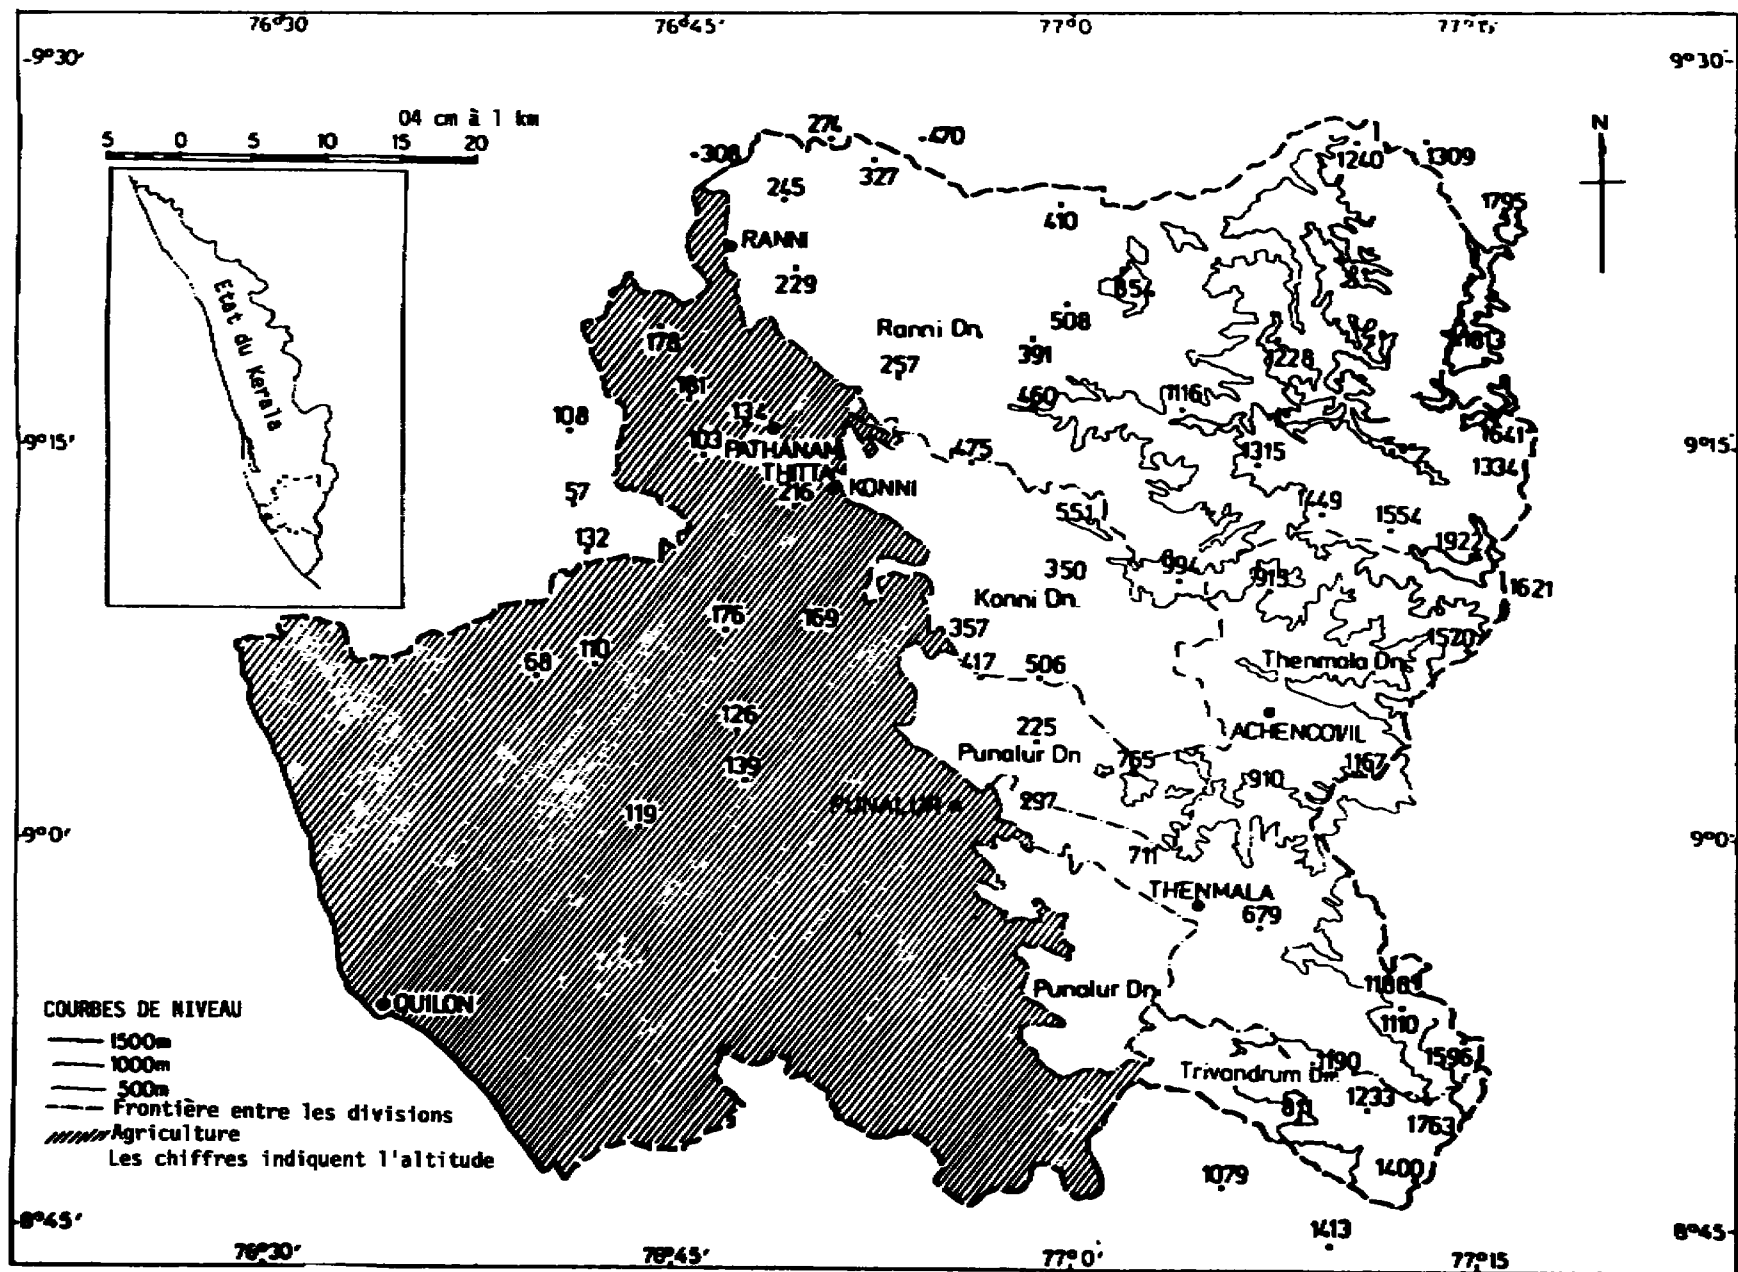 76°30 76°45′ 77°0′
-9°30′ 9°30-
04 cm à 1 km
5 0 5 10 15 20
N
274 -470
-308 1240 1309
327
245 1795
410
RANNI
229 854
508
Ranni Dn.
178 391 1228 1613
257
181 460 1116
108 134
9°15′ 103 475 1641 9°15
PATHANAM 1315 1334
THITTA KONNI
216
57 551 1449 1554
132 1922
350 994 1621
Konni Dn.
176 169 357 1520
68 110 417 506 Thenmala Dn.
126 225 ACHENCOVIL
Punalur Dn
139 765 1167
910
PUNALUR 297
119
9°0′ 9°0
711
THENMALA
679
Punalur Dn.
QUILON 1110
1190 1596
Trivandrum Dn.
811 1233
1763
1400
1079
1413
Etat du Kerala
COURBES DE NIVEAU
1500m
1000m
500m
Frontière entre les divisions
Agriculture
Les chiffres indiquent l'altitude
8°45′ 8°45-
76°30′ 76°45′ 77°0′ 77°15